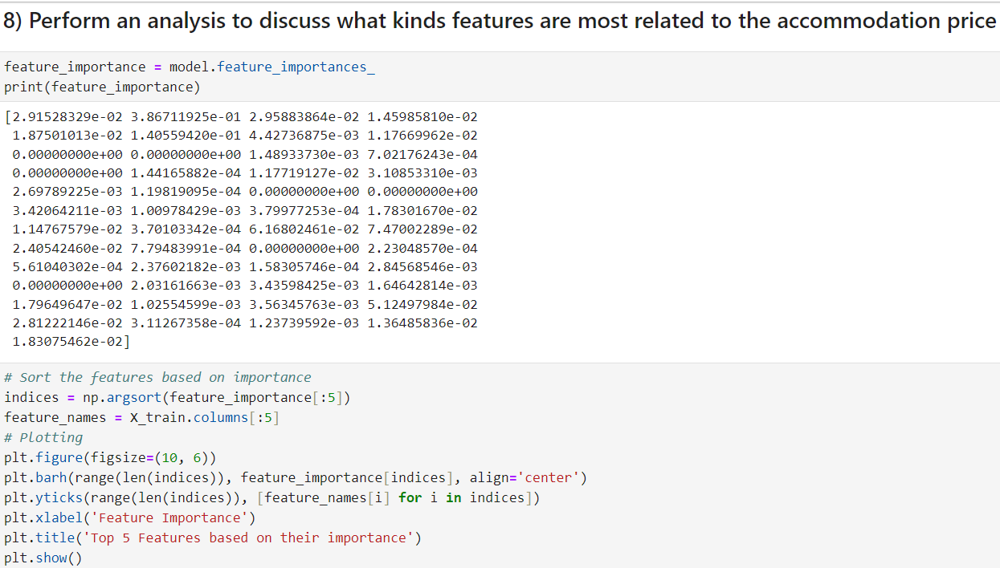 8) Perform an analysis to discuss what kinds features are most related to the accommodation price
feature_importance = model.feature_importances_
print(feature_importance)
[2.91528329e-02 3.86711925e-01 2.95883864e-02 1.45985810e-02
1.87501013e-02 1.40559420e-01 4.42736875e-03 1.17669962e-02
0.00000000e+00 0.00000000e+00 1.48933730e-03 7.02176243e-04
0.00000000e+00 1.44165882e-04 1.17719127e-02 3.10853310e-03
2.69789225e-03 1.19819095e-04 0.00000000e+00 0.00000000e+00
3.42064211e-03 1.00978429e-03 3.79977253e-04 1.78301670e-02
1.14767579e-02 3.70103342e-04 6.16802461e-02 7.47002289e-02
2.40542460e-02 7.79483991e-04 0.00000000e+00 2.23048570e-04
5.61040302e-04 2.37602182e-03 1.58305746e-04 2.84568546e-03
0.00000000e+00 2.03161663e-03 3.43598425e-03 1.64642814e-03
1.79649647e-02 1.02554599e-03 3.56345763e-03 5.12497984e-02
2.81222146e-02 3.11267358e-04 1.23739592e-03 1.36485836e-02
1.83075462e-02]
# Sort the features based on importance
indices = np.argsort(feature_importance[:5])
feature_names = X_train.columns[:5]
# Plotting
plt.figure(figsize=(10, 6))
plt.barh(range(len(indices)), feature_importance[indices], align='center')
plt.yticks(range(len(indices)), [feature_names[i] for i in indices])
plt.xlabel('Feature Importance')
plt.title('Top 5 Features based on their importance')
plt.show()